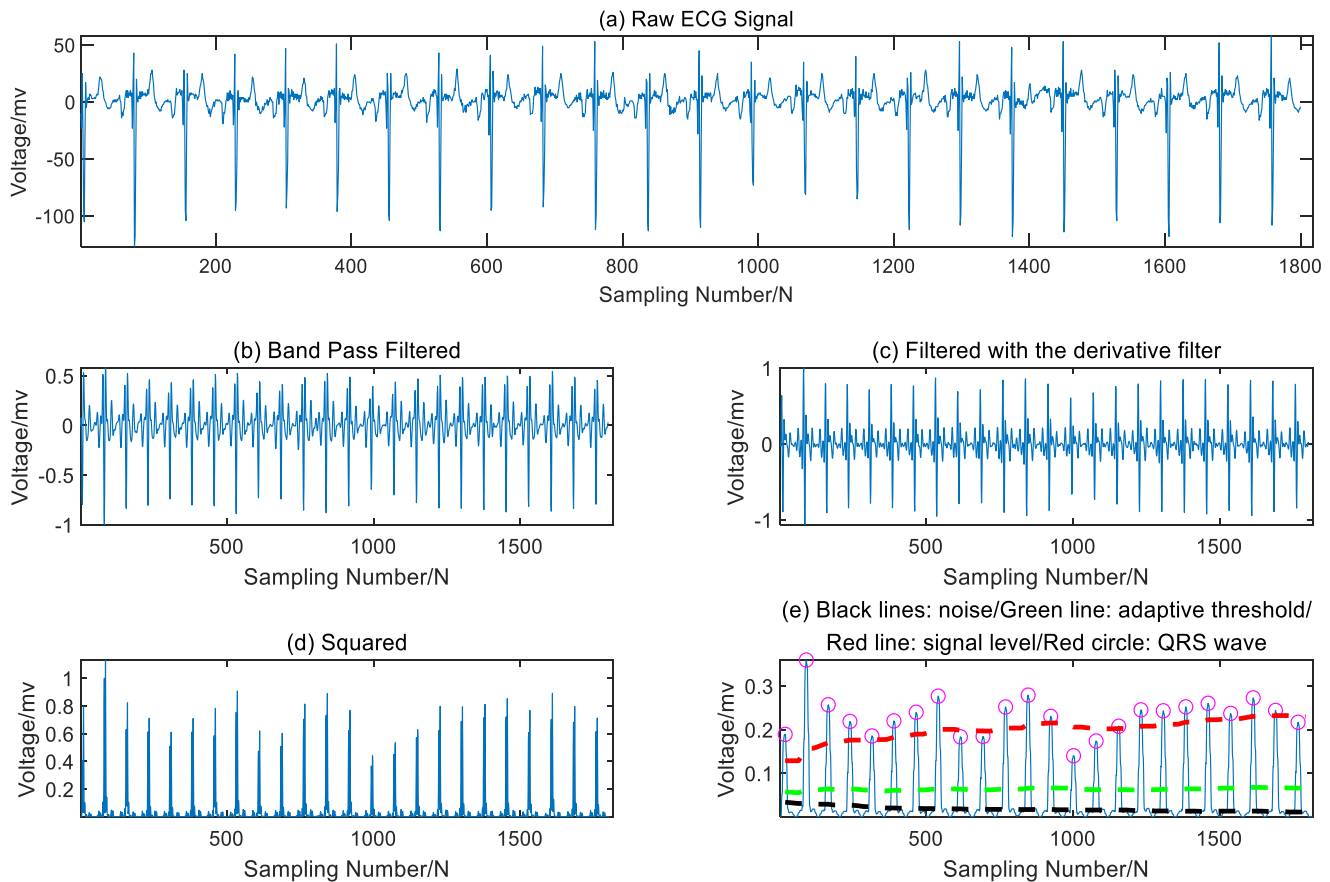 (a) Raw ECG Signal
50
0
-50
-100
Voltage/mv
200
400
600
800
1000
1200
1400
1600
1800
Sampling Number/N
(b) Band Pass Filtered
0.5
0
-0.5
-1
Voltage/mv
500
1000
1500
Sampling Number/N
(c) Filtered with the derivative filter
1
0
-1
Voltage/mv
500
1000
1500
Sampling Number/N
(d) Squared
1
0.8
0.6
0.4
0.2
Voltage/mv
500
1000
1500
Sampling Number/N
(e) Black lines: noise/Green line: adaptive threshold/
Red line: signal level/Red circle: QRS wave
0.3
0.2
0.1
Voltage/mv
500
1000
1500
Sampling Number/N